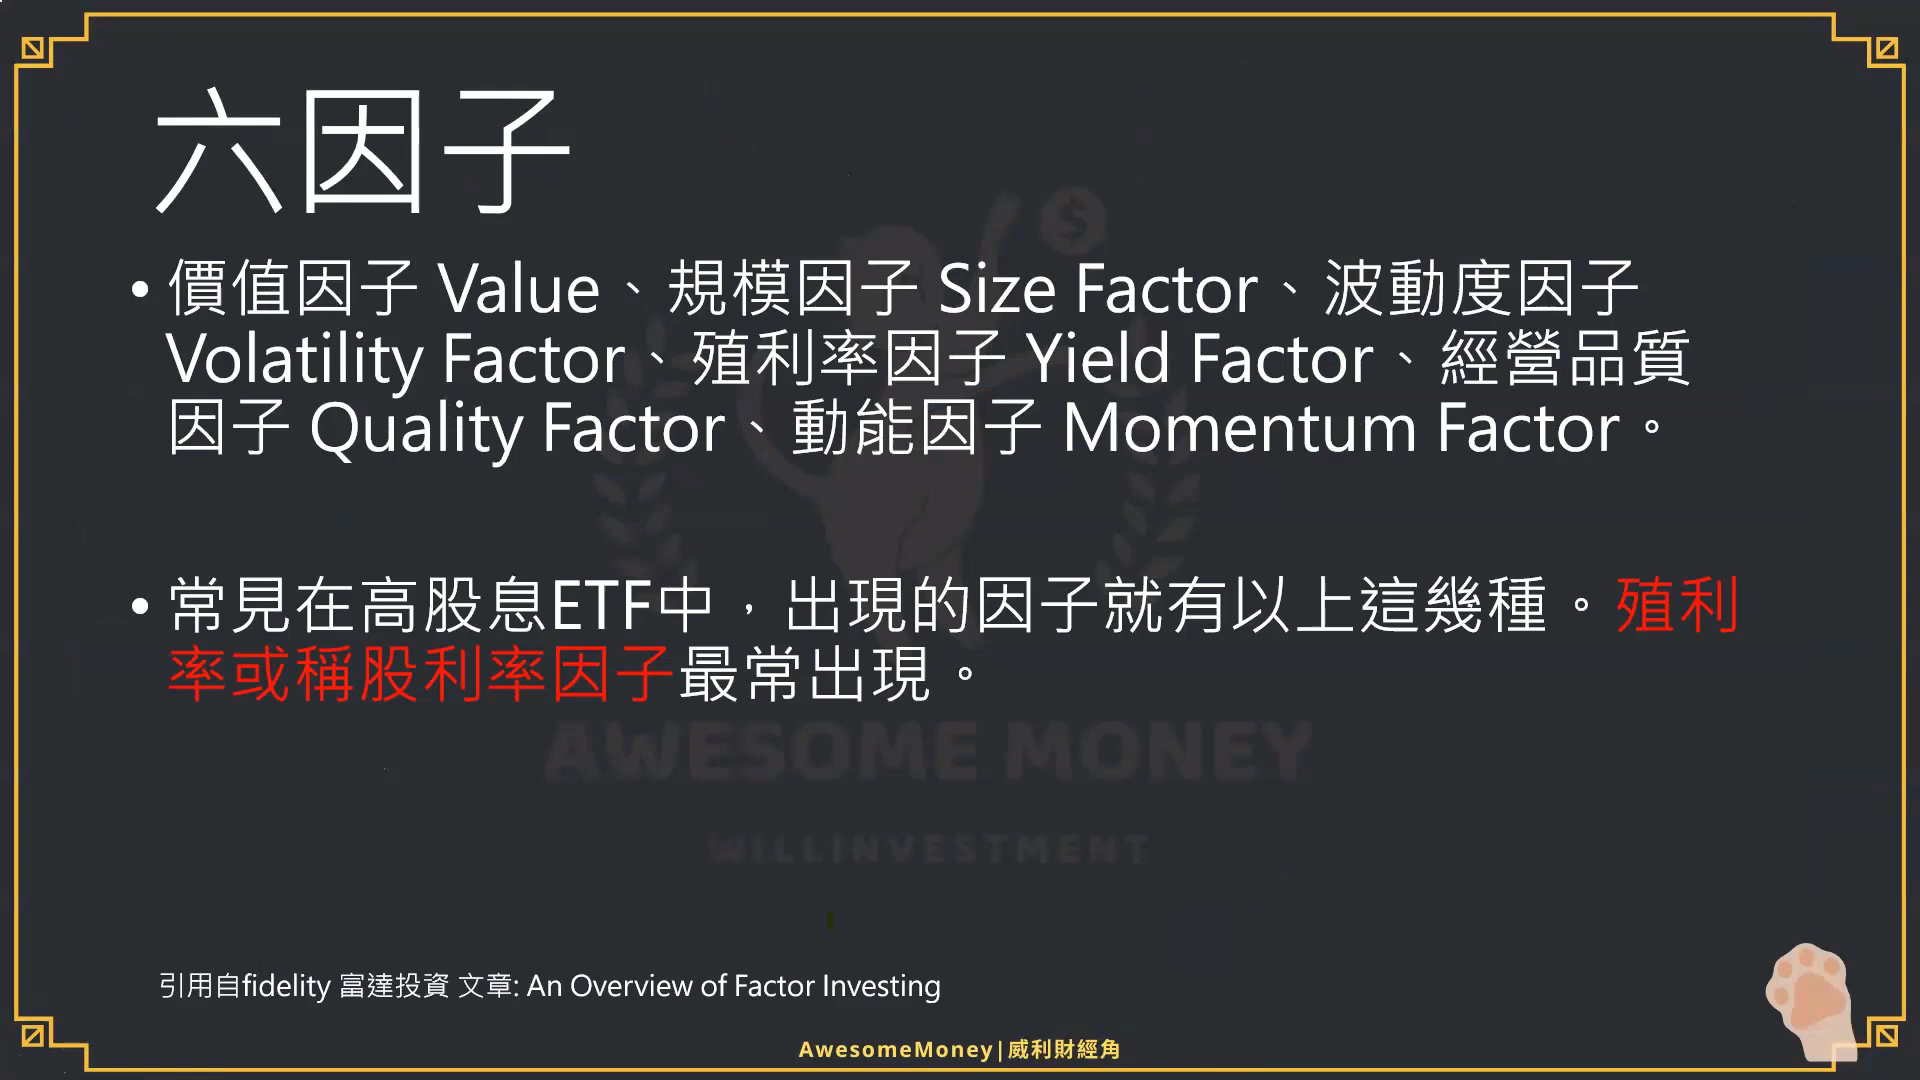 六因子
• 價值因子 Value、規模因子 Size Factor、波動度因子
Volatility Factor、殖利率因子 Yield Factor、經營品質
因子 Quality Factor、動能因子 Momentum Factor。
• 常見在高股息ETF中，出現的因子就有以上這幾種。殖利
率或稱股利率因子最常出現。
AWESOME MONEY
WILLINVESTMENT
引用自fidelity 富達投資 文章: An Overview of Factor Investing
AwesomeMoney|威利財經角